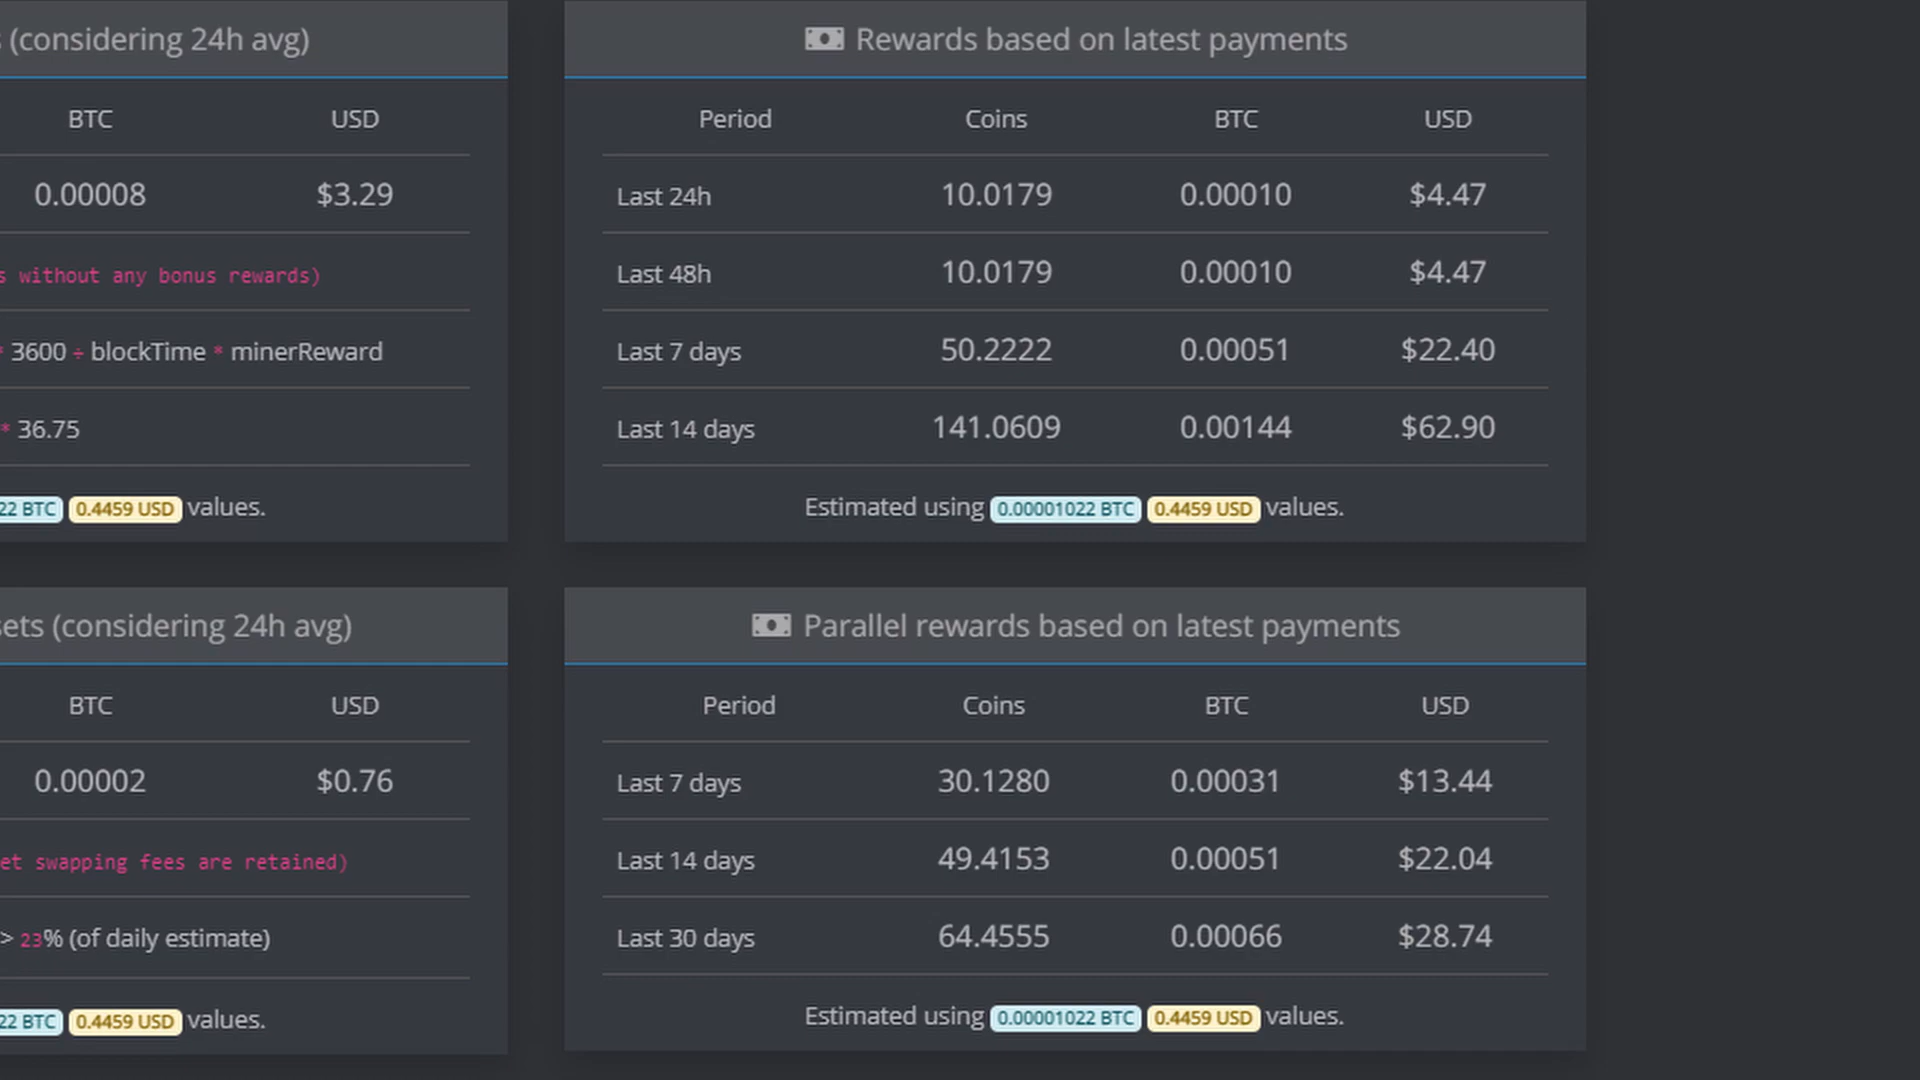 (considering 24h avg)
BTC USD
0.00008 $3.29
without any bonus rewards)
* 3600 ÷ blockTime * minerReward
* 36.75
22 BTC 0.4459 USD values.
Rewards based on latest payments
Period Coins BTC USD
Last 24h 10.0179 0.00010 $4.47
Last 48h 10.0179 0.00010 $4.47
Last 7 days 50.2222 0.00051 $22.40
Last 14 days 141.0609 0.00144 $62.90
Estimated using 0.00001022 BTC 0.4459 USD values.
sets (considering 24h avg)
BTC USD
0.00002 $0.76
et swapping fees are retained)
> 23% (of daily estimate)
22 BTC 0.4459 USD values.
Parallel rewards based on latest payments
Period Coins BTC USD
Last 7 days 30.1280 0.00031 $13.44
Last 14 days 49.4153 0.00051 $22.04
Last 30 days 64.4555 0.00066 $28.74
Estimated using 0.00001022 BTC 0.4459 USD values.